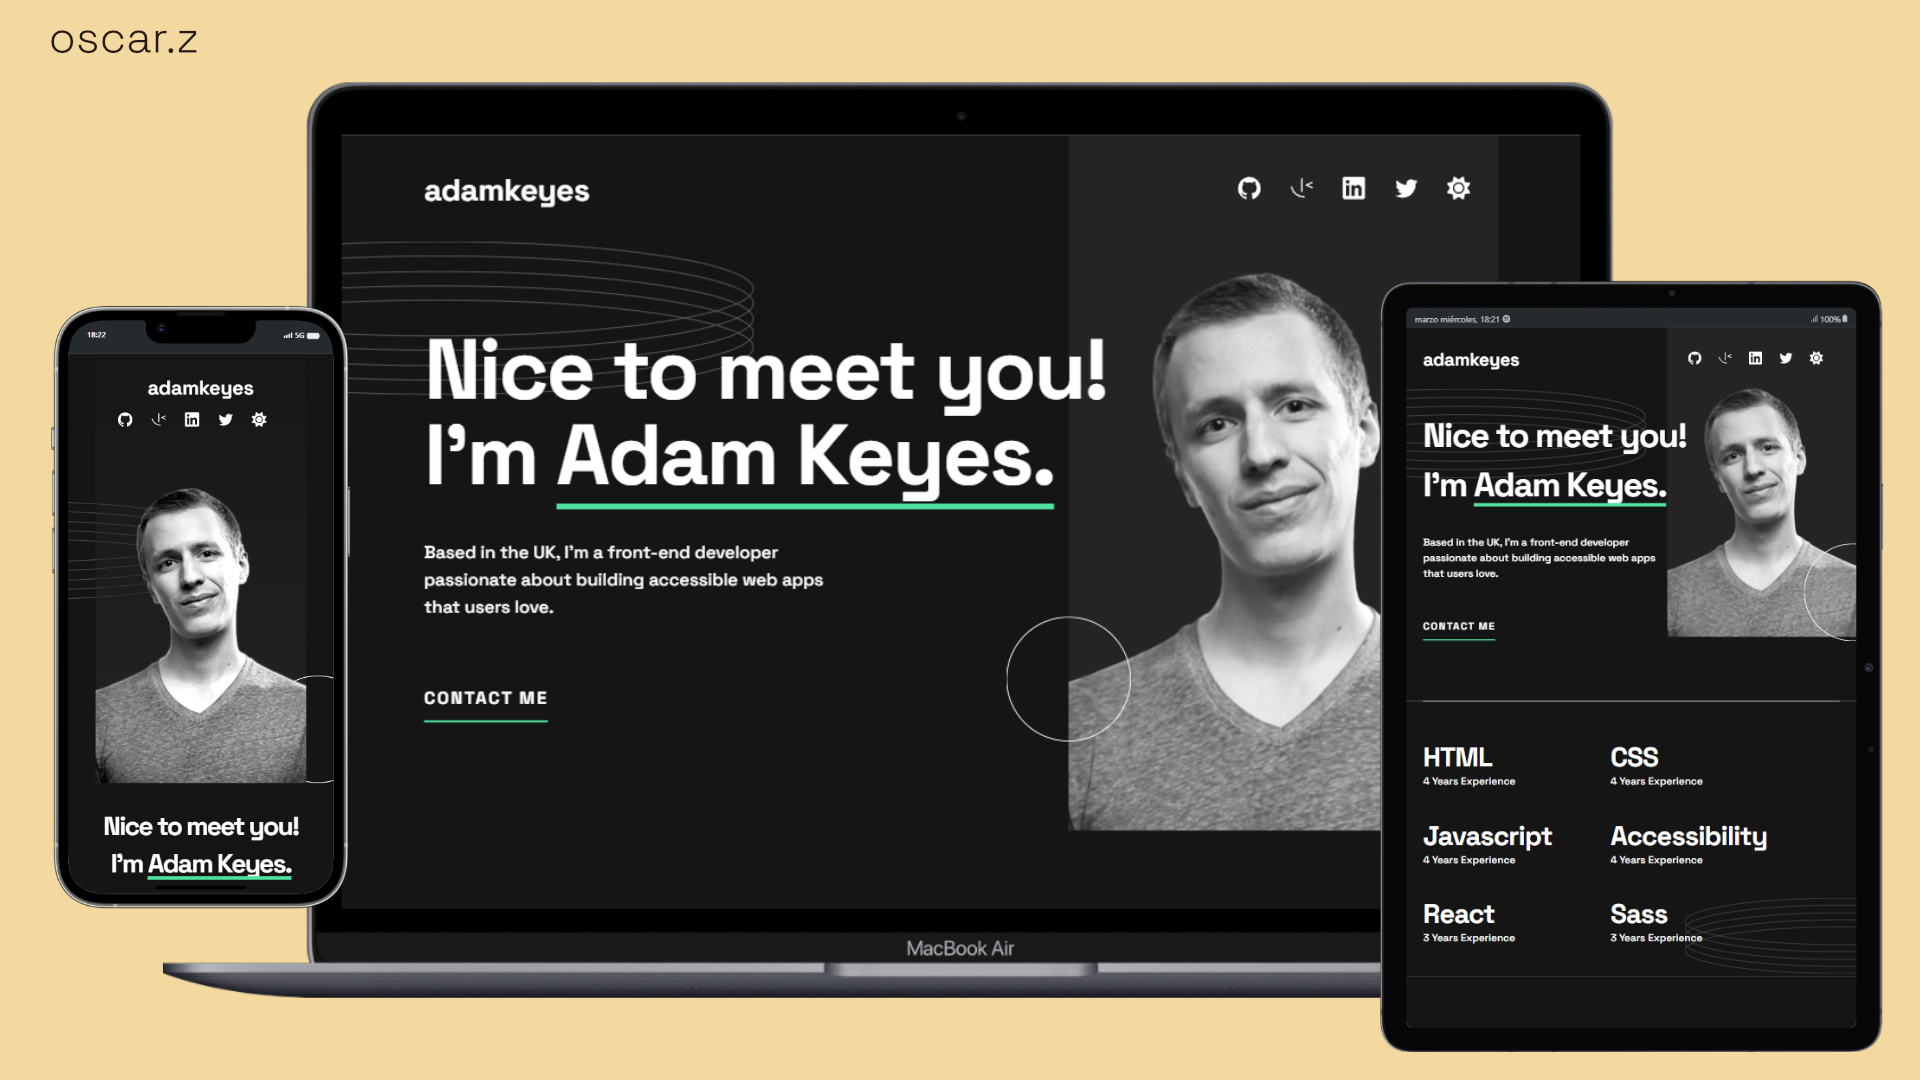 oscar.z
adamkeyes
Nice to meet you!
I'm Adam Keyes.
Based in the UK, I'm a front-end developer
passionate about building accessible web apps
that users love.
CONTACT ME
MacBook Air
18:22
5G
adamkeyes
Nice to meet you!
I'm Adam Keyes.
marzo miércoles, 18:21
100%
adamkeyes
Nice to meet you!
I'm Adam Keyes.
Based in the UK, I'm a front-end developer
passionate about building accessible web apps
that users love.
CONTACT ME
HTML
4 Years Experience
CSS
4 Years Experience
Javascript
4 Years Experience
Accessibility
4 Years Experience
React
3 Years Experience
Sass
3 Years Experience